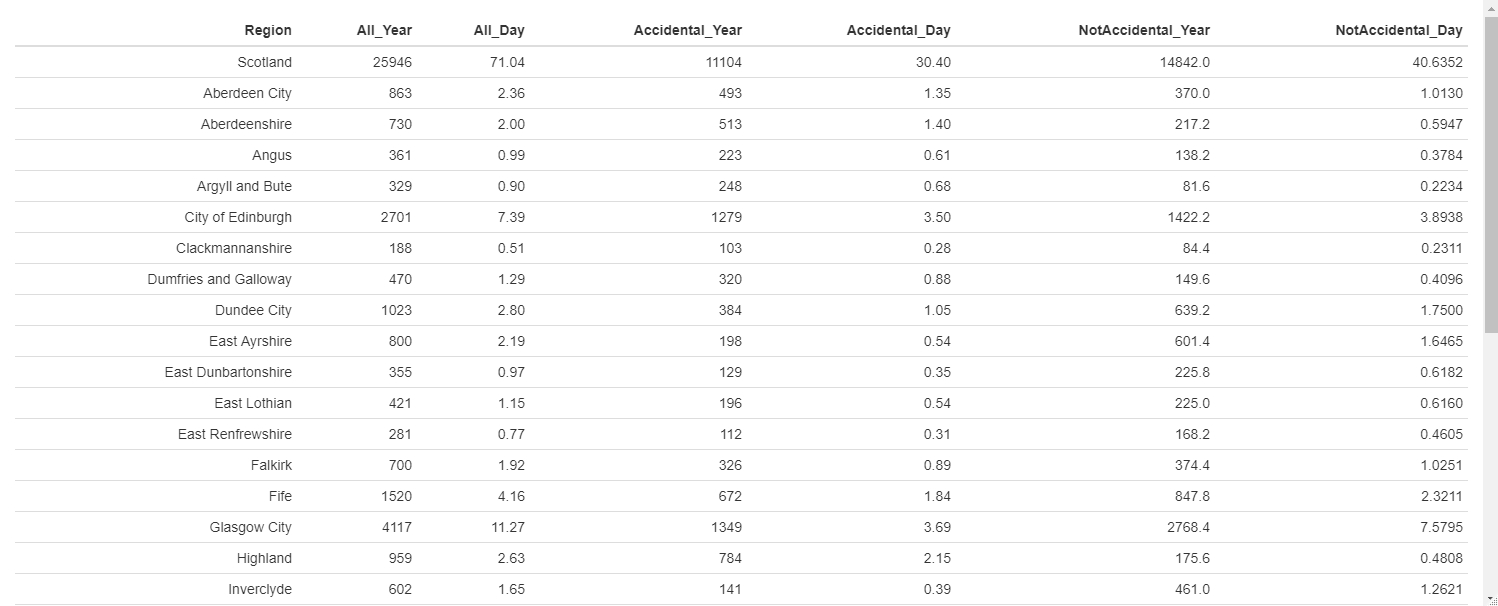 Region All_Year All_Day Accidental_Year Accidental_Day NotAccidental_Year NotAccidental_Day
Scotland 25946 71.04 11104 30.40 14842.0 40.6352
Aberdeen City 863 2.36 493 1.35 370.0 1.0130
Aberdeenshire 730 2.00 513 1.40 217.2 0.5947
Angus 361 0.99 223 0.61 138.2 0.3784
Argyll and Bute 329 0.90 248 0.68 81.6 0.2234
City of Edinburgh 2701 7.39 1279 3.50 1422.2 3.8938
Clackmannanshire 188 0.51 103 0.28 84.4 0.2311
Dumfries and Galloway 470 1.29 320 0.88 149.6 0.4096
Dundee City 1023 2.80 384 1.05 639.2 1.7500
East Ayrshire 800 2.19 198 0.54 601.4 1.6465
East Dunbartonshire 355 0.97 129 0.35 225.8 0.6182
East Lothian 421 1.15 196 0.54 225.0 0.6160
East Renfrewshire 281 0.77 112 0.31 168.2 0.4605
Falkirk 700 1.92 326 0.89 374.4 1.0251
Fife 1520 4.16 672 1.84 847.8 2.3211
Glasgow City 4117 11.27 1349 3.69 2768.4 7.5795
Highland 959 2.63 784 2.15 175.6 0.4808
Inverclyde 602 1.65 141 0.39 461.0 1.2621